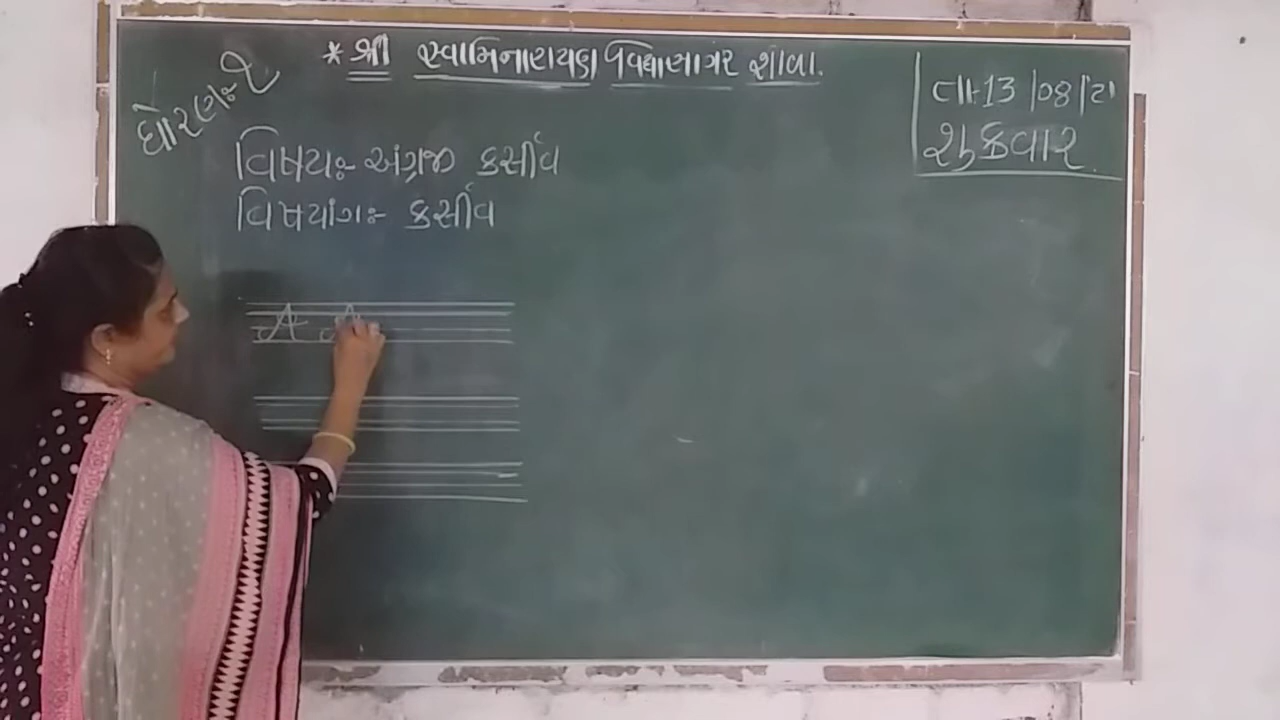 * શ્રી સ્વામિનારાયણ વિદ્યાસાગર શાળા.
ધોરણઃ- ૨
તાઃ-13/08/21
શુક્રવાર
વિષયઃ- અંગ્રેજી કર્સીવ
વિષયાંગઃ- કર્સીવ
A A